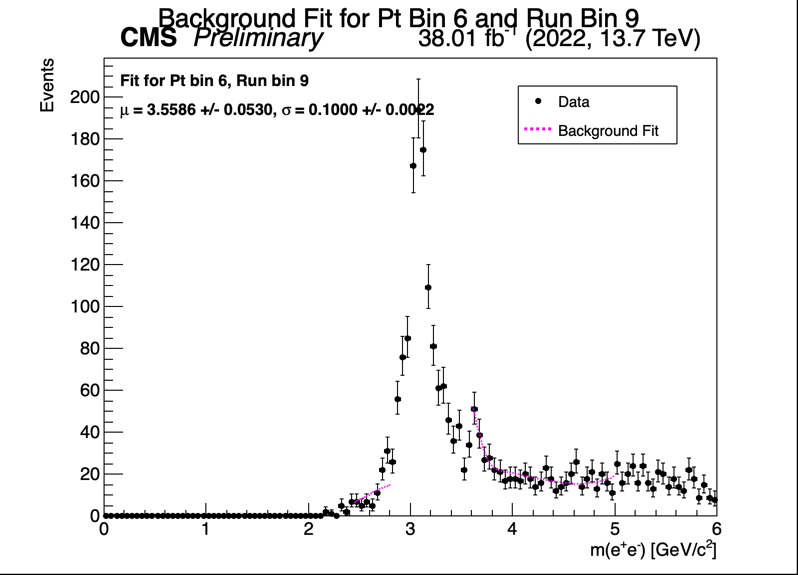 Background Fit for Pt Bin 6 and Run Bin 9
CMS Preliminary 38.01 fb⁻¹ (2022, 13.7 TeV)
Fit for Pt bin 6, Run bin 9
μ = 3.5586 +/- 0.0530, σ = 0.1000 +/- 0.0022
Data
Background Fit
Events
200
180
160
140
120
100
80
60
40
20
0
0 1 2 3 4 5 6
m(e⁺e⁻) [GeV/c²]